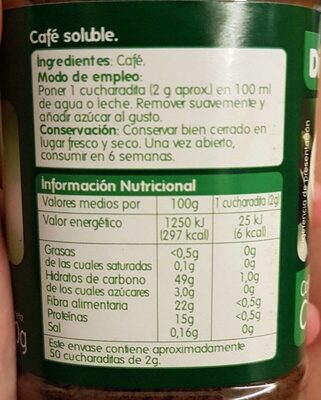 Café soluble.
Ingredientes: Café.
Modo de empleo:
Poner 1 cucharadita (2 g aprox.) en 100 ml
de agua o leche. Remover suavemente y
añadir azúcar al gusto.
Conservación: Conservar bien cerrado en
lugar fresco y seco. Una vez abierto,
consumir en 6 semanas.
Información Nutricional
Valores medios por 100g 1 cucharadita (2g)
Valor energético 1250 kJ 25 kJ
(297 kcal) (6 kcal)
Grasas <0,5g 0g
de las cuales saturadas 0,1g 0g
Hidratos de carbono 49g 1,0g
de los cuales azúcares 3,0g 0g
Fibra alimentaria 22g <0,5g
Proteínas 15g <0,5g
Sal 0,16g 0g
Este envase contiene aproximadamente
50 cucharaditas de 2g.
sugerencia de presentación